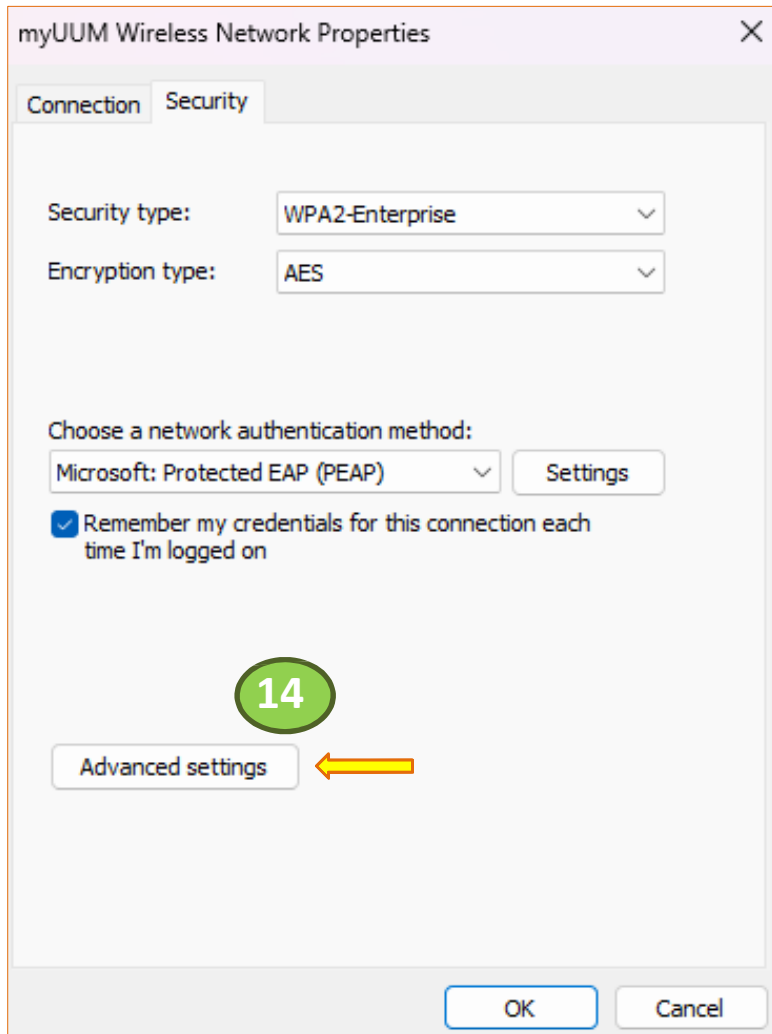 myUUM Wireless Network Properties
Connection Security
Security type: WPA2-Enterprise
Encryption type: AES
Choose a network authentication method:
Microsoft: Protected EAP (PEAP) Settings
Remember my credentials for this connection each
time I'm logged on
14
Advanced settings
OK Cancel